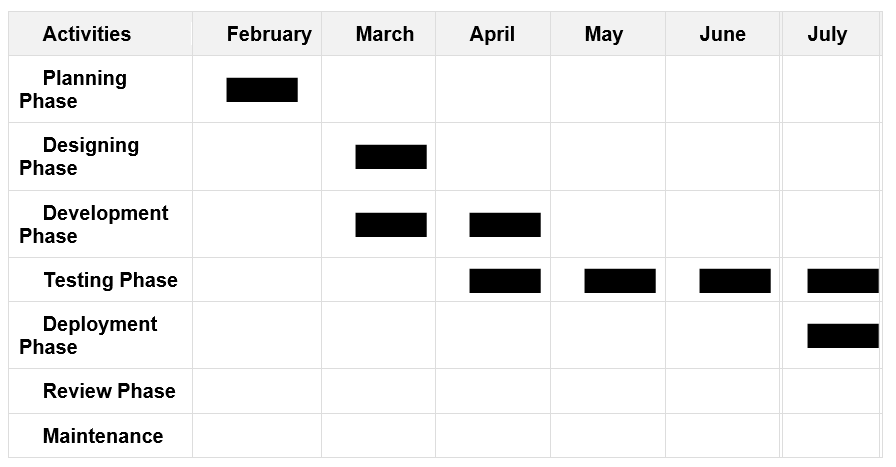 Activities February March April May June July
Planning
Phase
Designing
Phase
Development
Phase
Testing Phase
Deployment
Phase
Review Phase
Maintenance